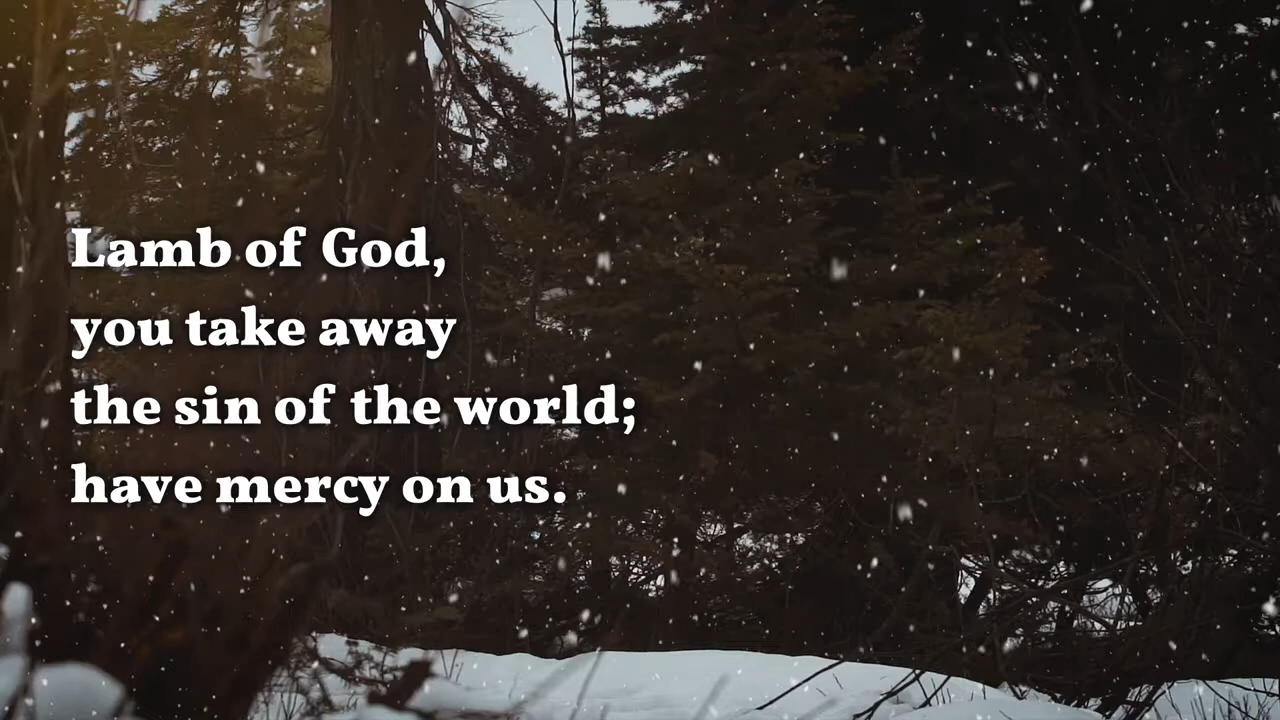 Lamb of God,
you take away
the sin of the world;
have mercy on us.